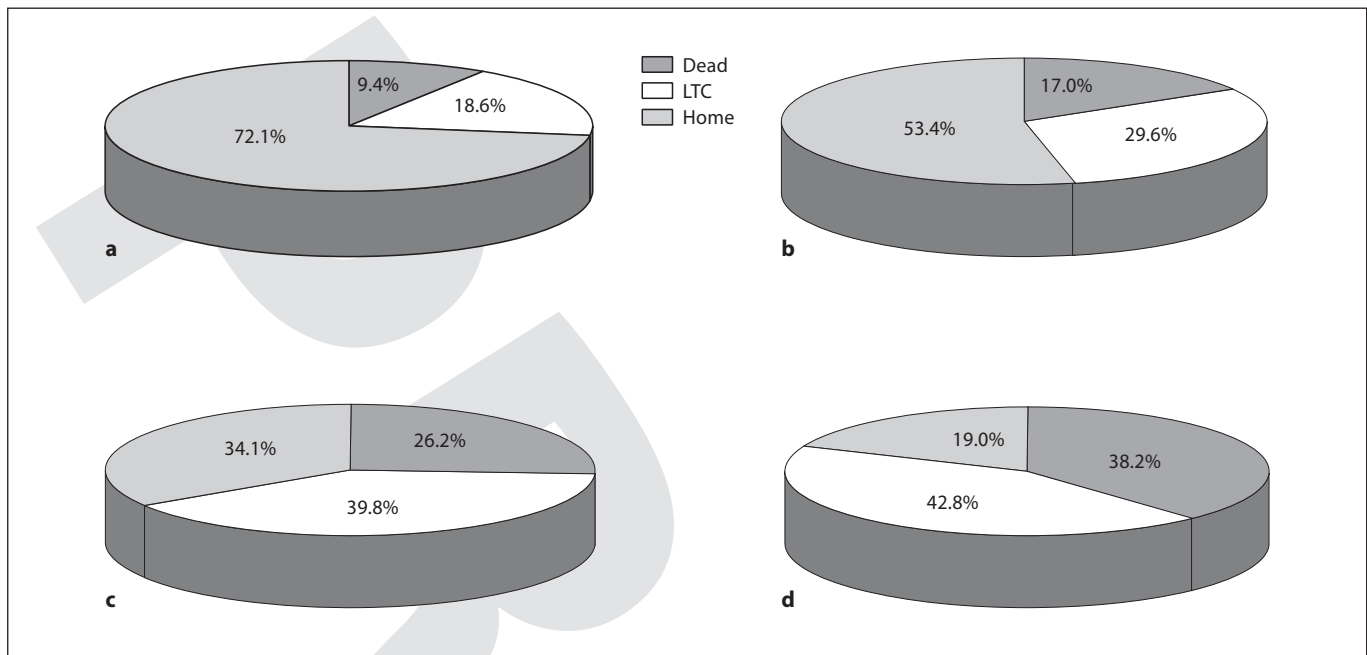 9.4%
18.6%
72.1%
a
Dead
LTC
Home
17.0%
53.4%
29.6%
b
26.2%
34.1%
39.8%
c
19.0%
38.2%
42.8%
d